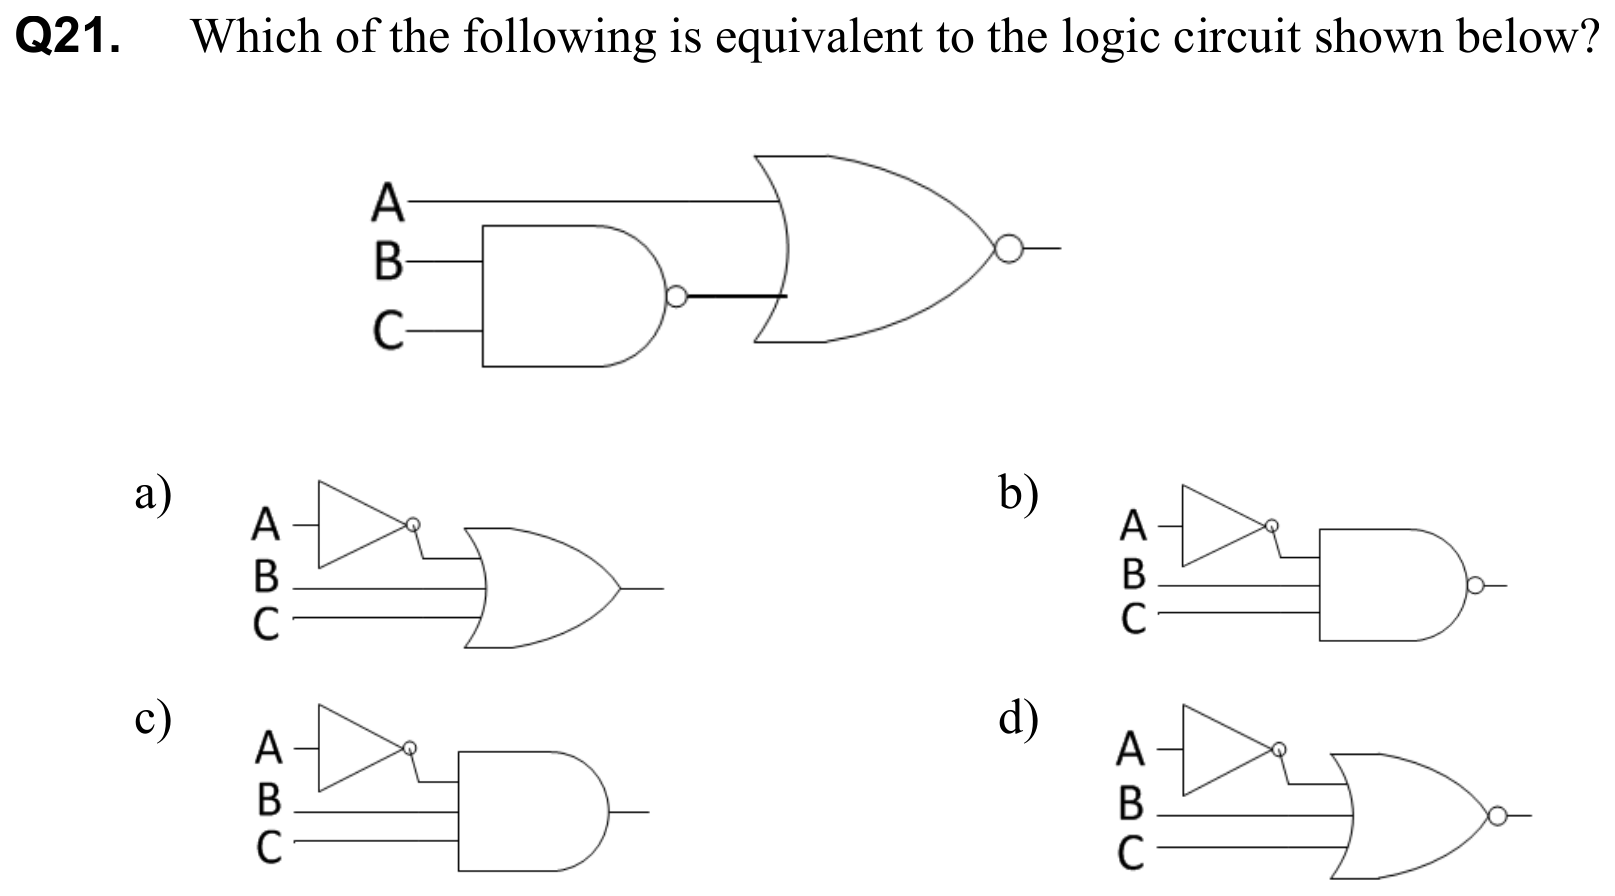 Q21. Which of the following is equivalent to the logic circuit shown below?
A
B
C
a)
A
B
C
b)
A
B
C
c)
A
B
C
d)
A
B
C